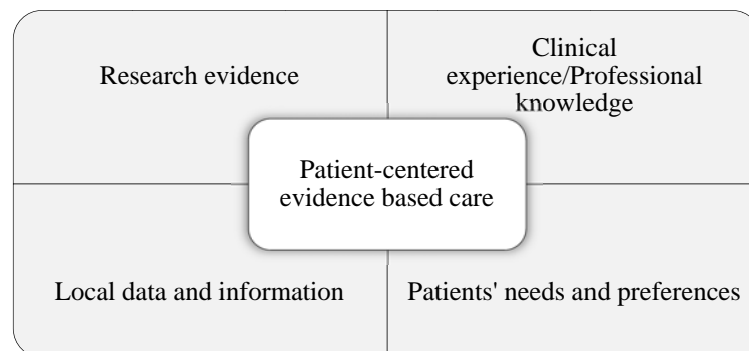 Research evidence
Clinical
experience/Professional
knowledge
Patient-centered
evidence based care
Local data and information
Patients' needs and preferences